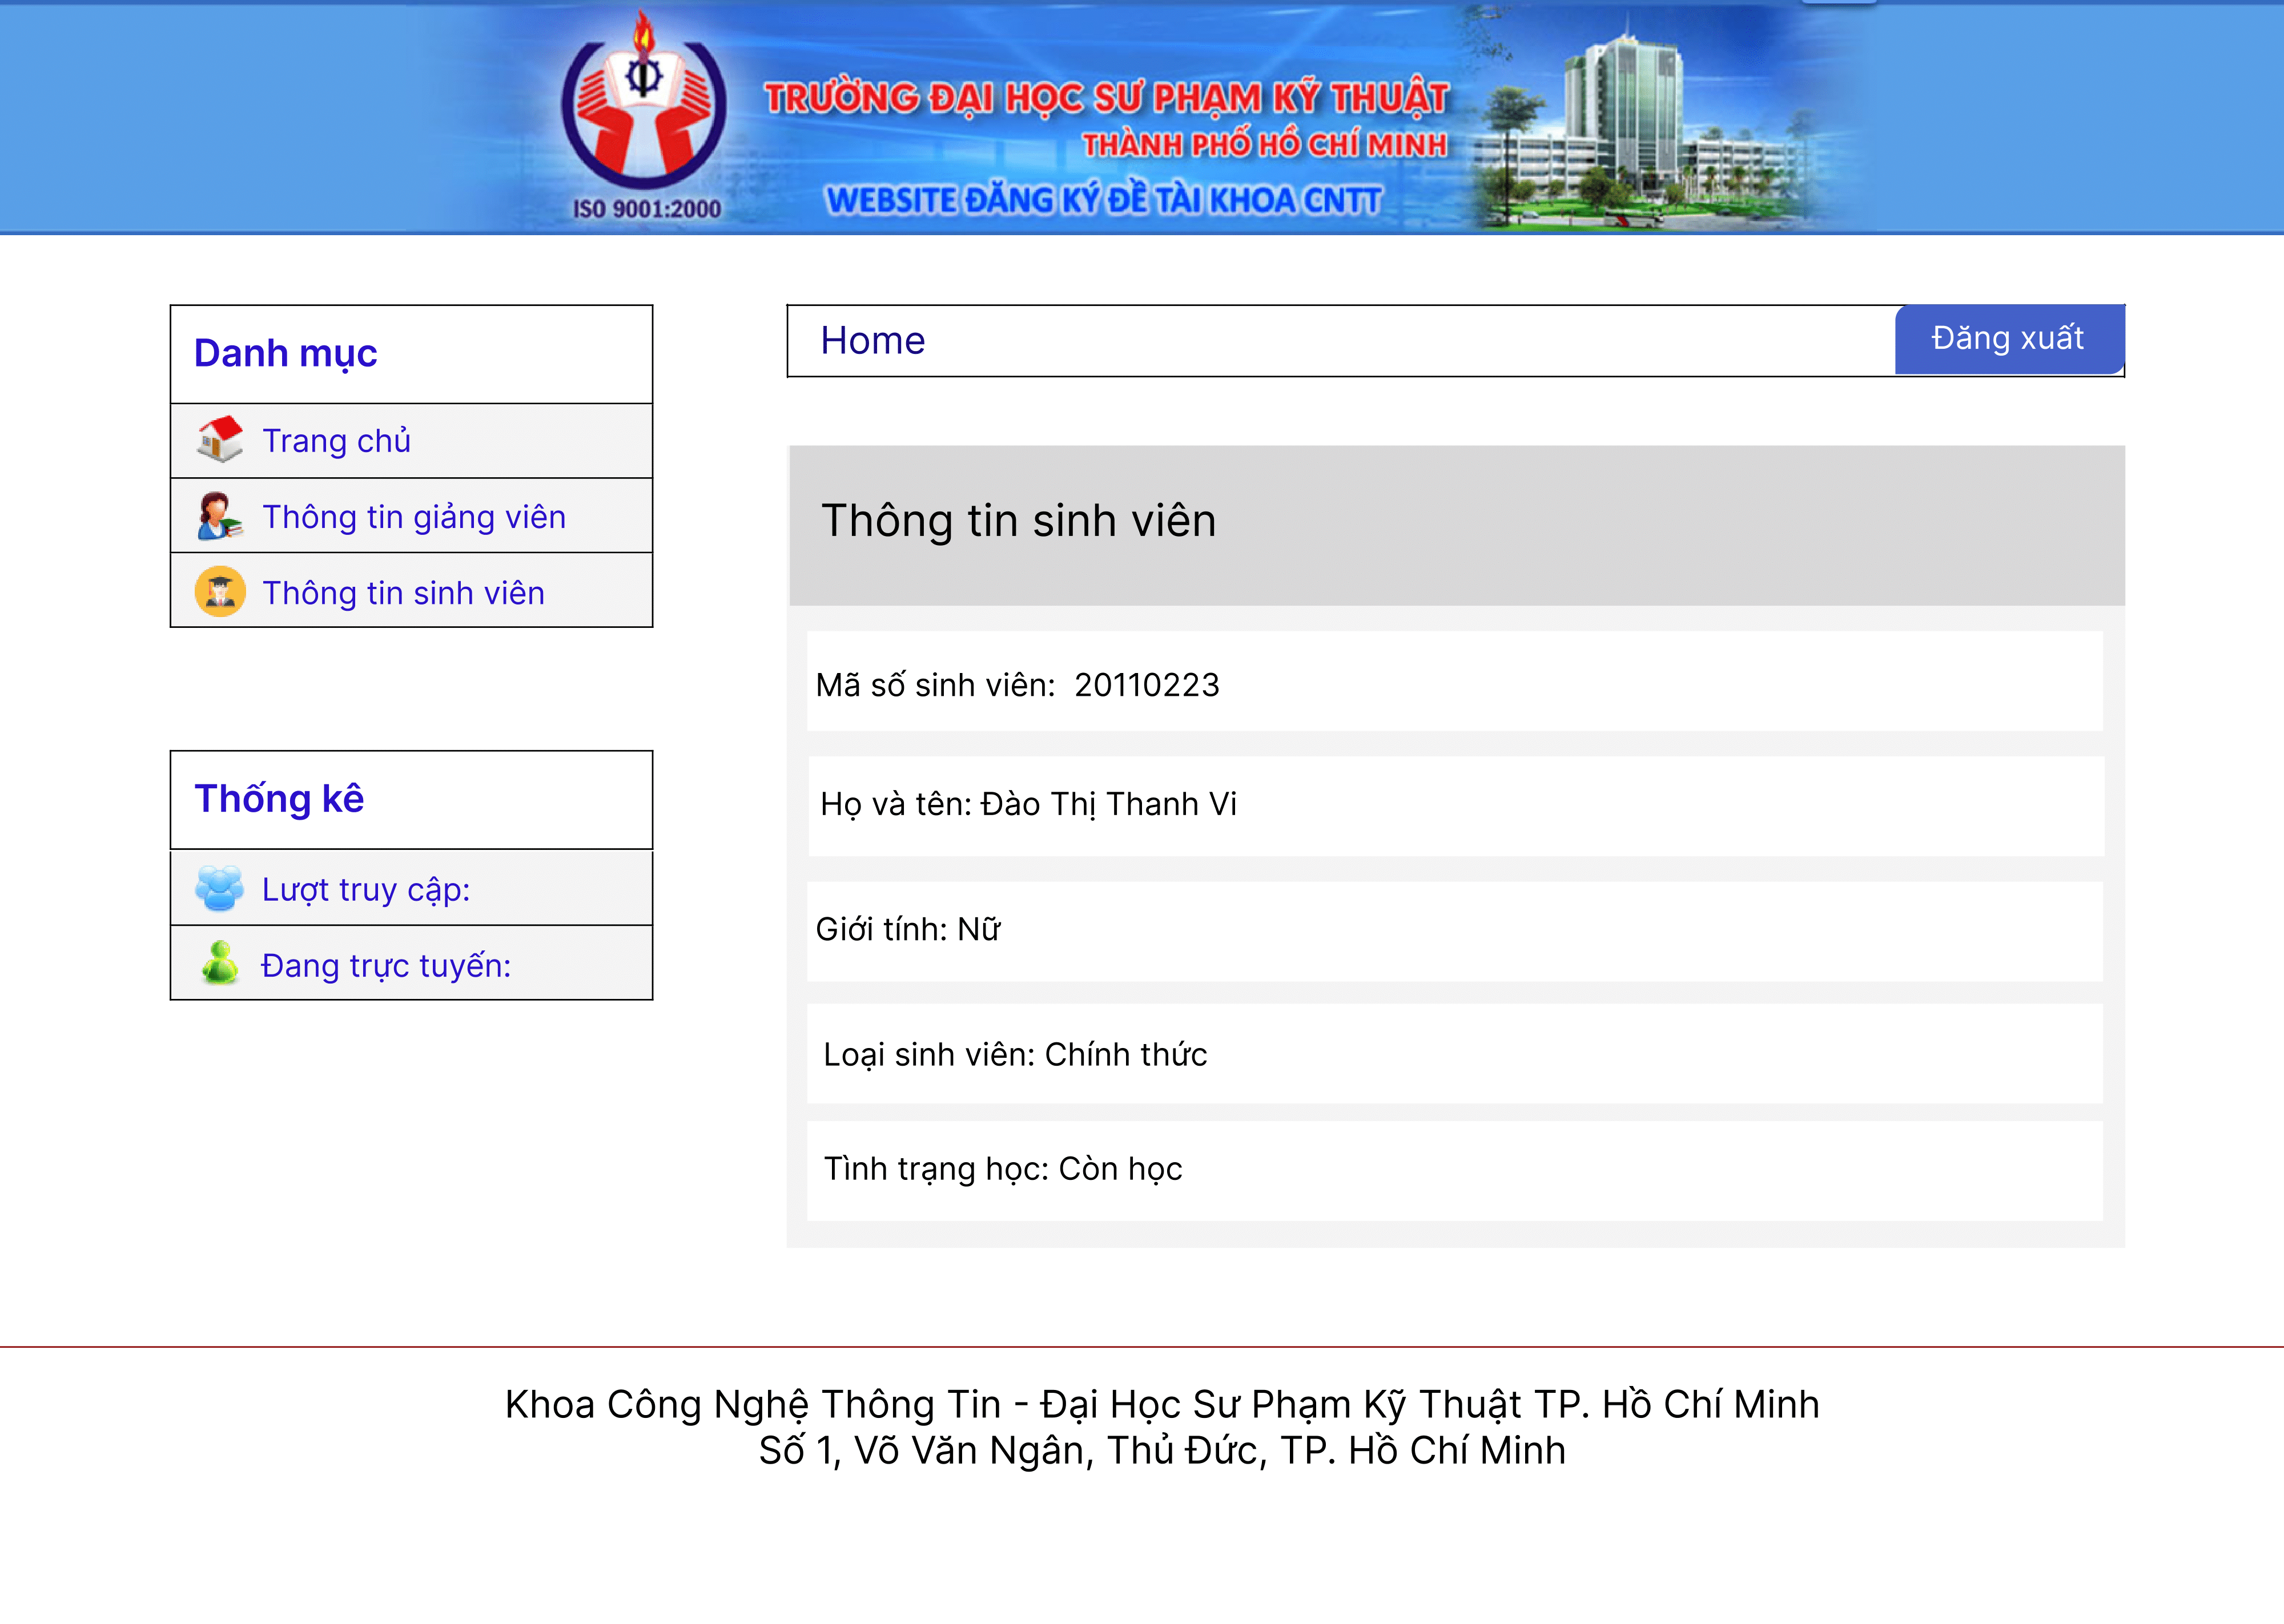 TRƯỜNG ĐẠI HỌC SƯ PHẠM KỸ THUẬT
THÀNH PHỐ HỒ CHÍ MINH
WEBSITE ĐĂNG KÝ ĐỀ TÀI KHOA CNTT
ISO 9001:2000
Danh mục
Trang chủ
Thông tin giảng viên
Thông tin sinh viên
Thống kê
Lượt truy cập:
Đang trực tuyến:
Home
Đăng xuất
Thông tin sinh viên
Mã số sinh viên: 20110223
Họ và tên: Đào Thị Thanh Vi
Giới tính: Nữ
Loại sinh viên: Chính thức
Tình trạng học: Còn học
Khoa Công Nghệ Thông Tin - Đại Học Sư Phạm Kỹ Thuật TP. Hồ Chí Minh
Số 1, Võ Văn Ngân, Thủ Đức, TP. Hồ Chí Minh